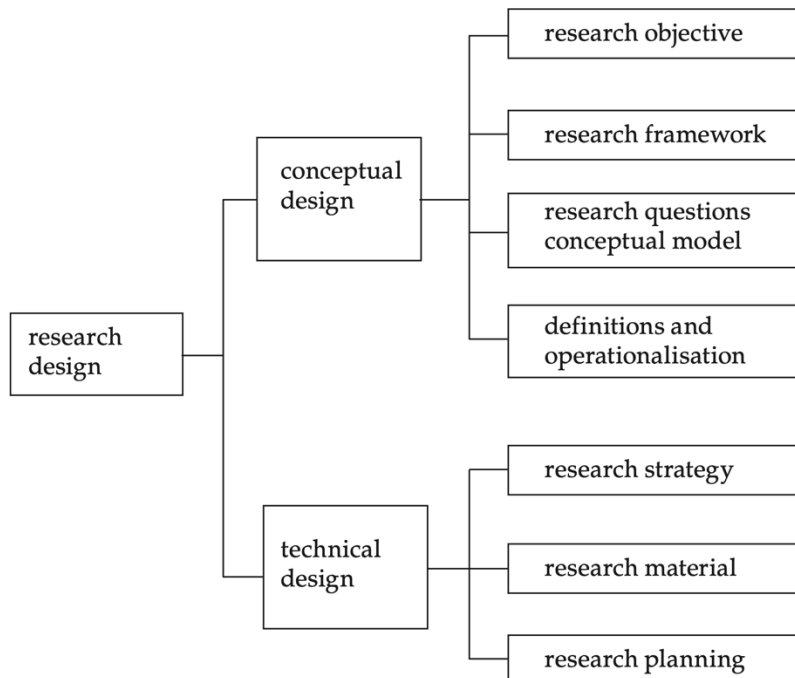 research objective
research framework
conceptual
design
research questions
conceptual model
research
design
definitions and
operationalisation
research strategy
technical
design
research material
research planning